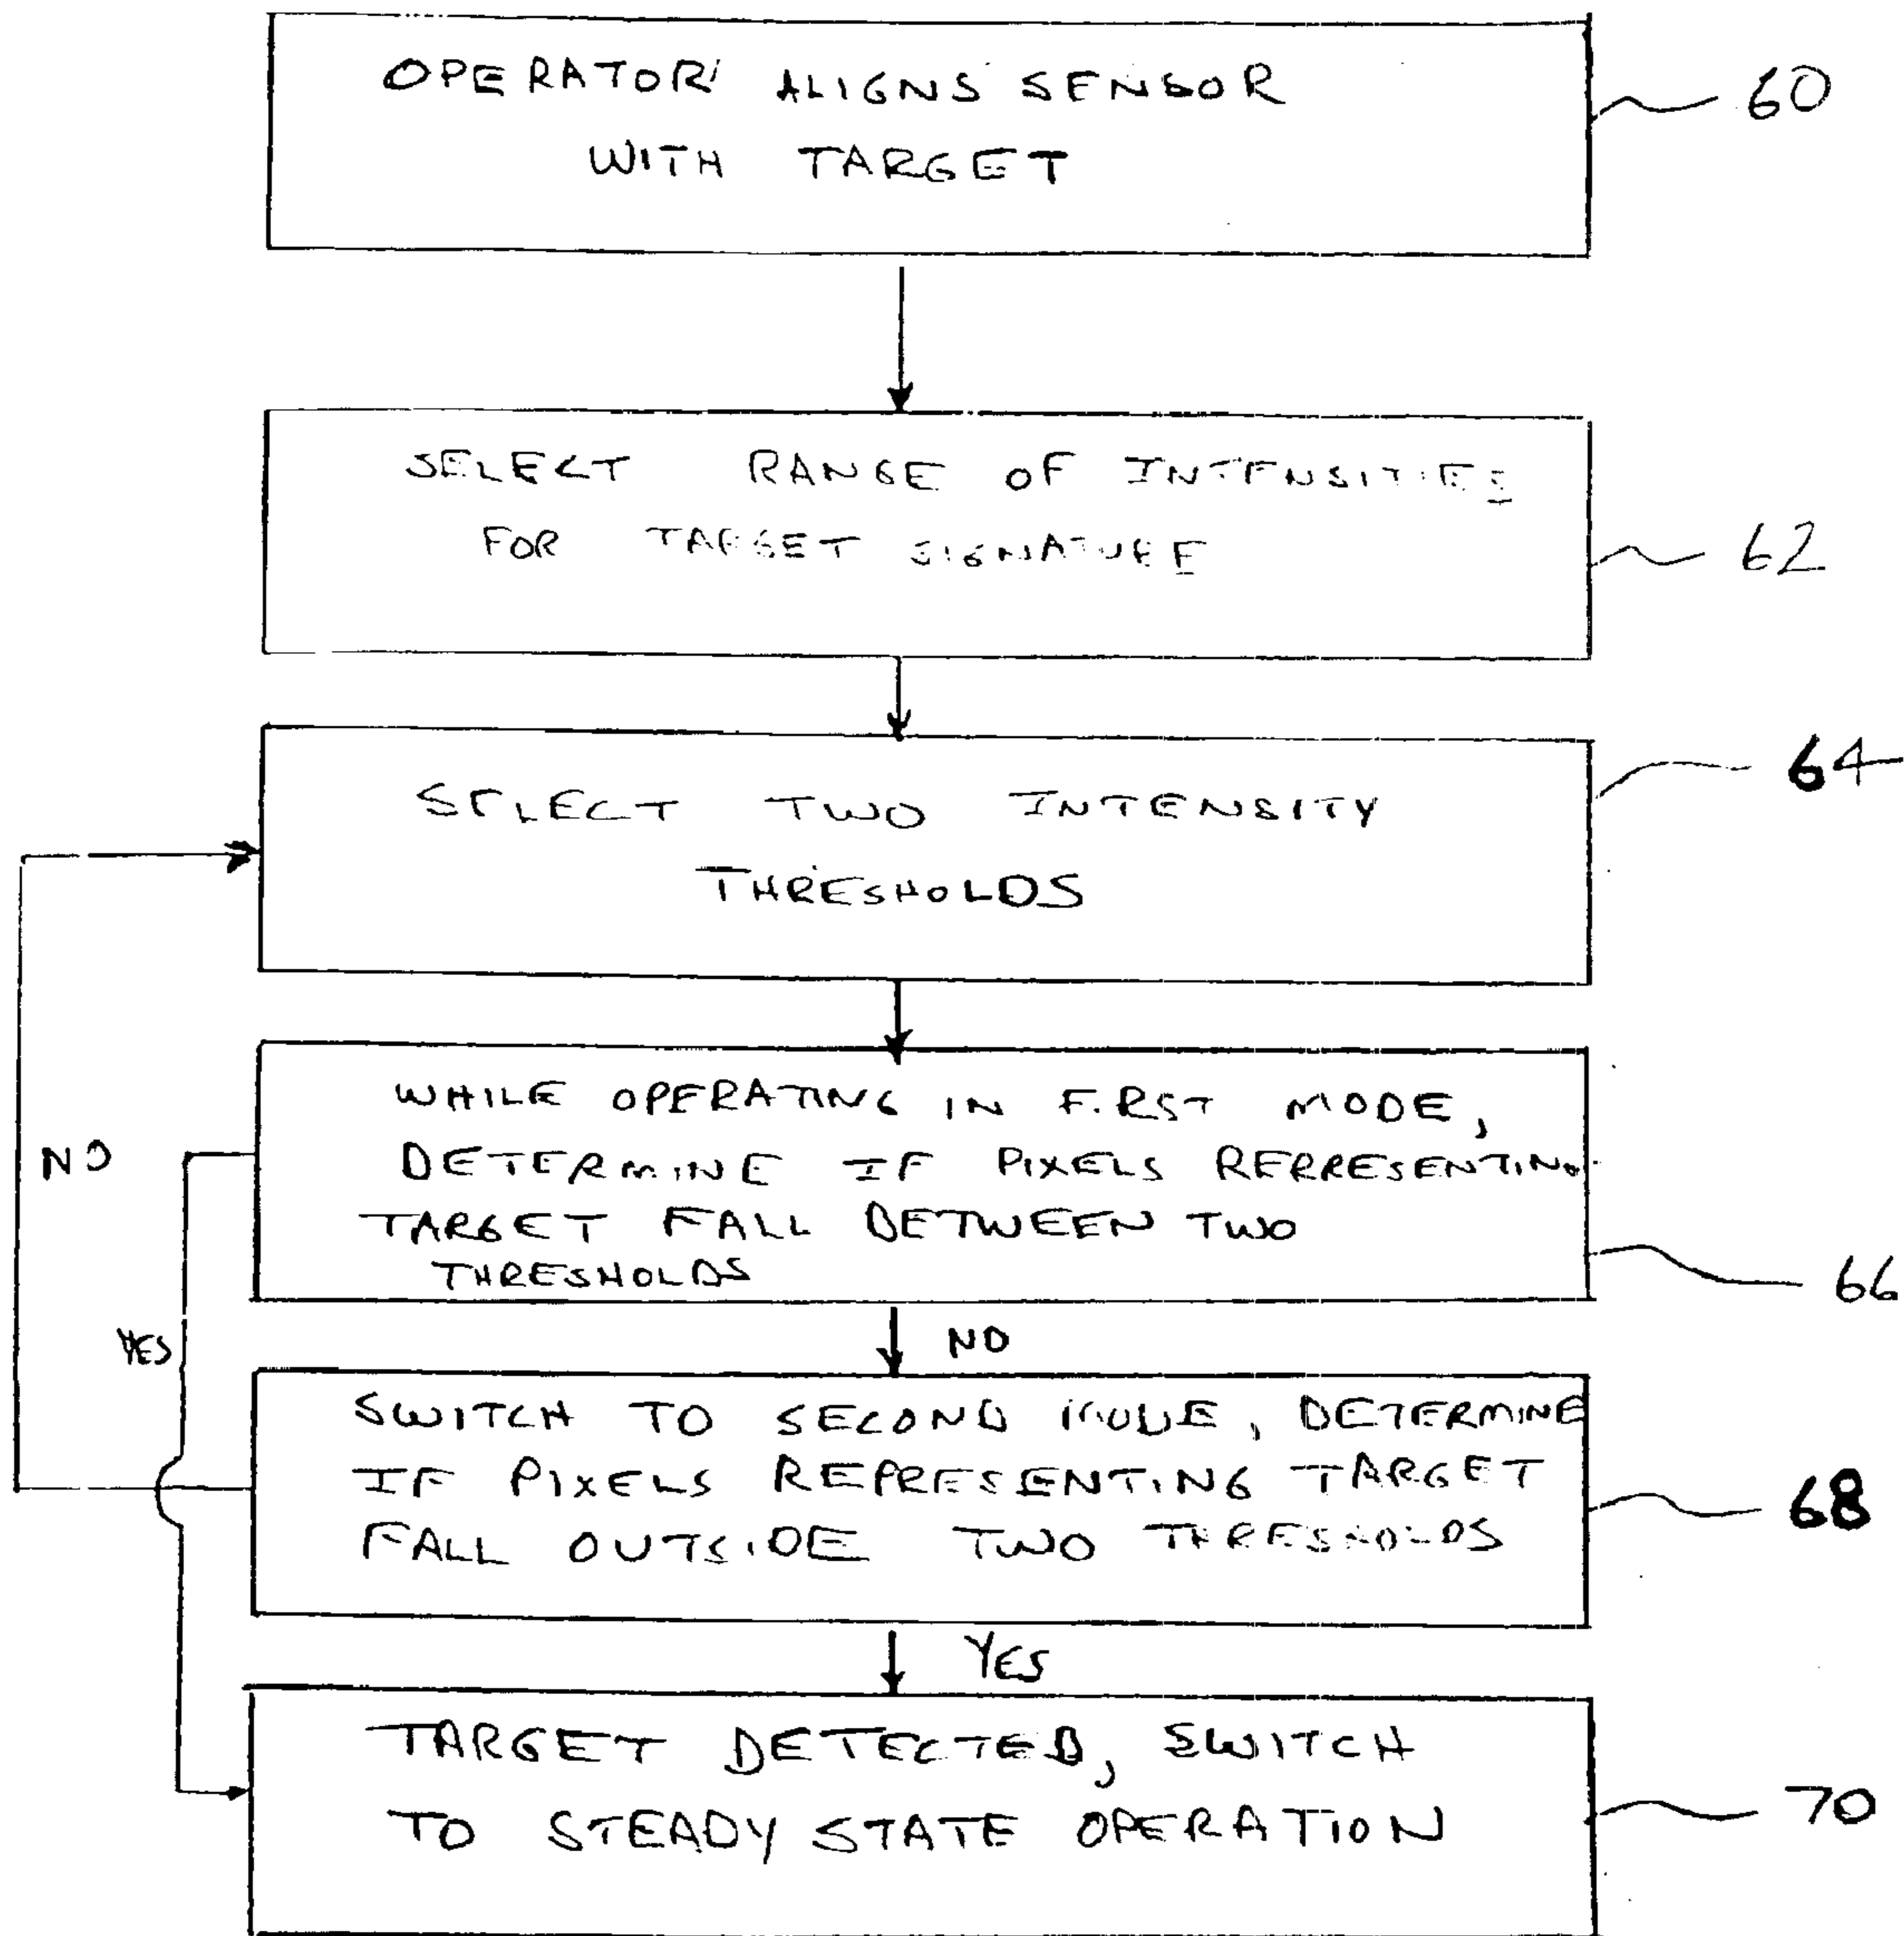 OPERATOR ALIGNS SENSOR
WITH TARGET
60
SELECT RANGE OF INTENSITIES
FOR TARGET SIGNATURE
62
SELECT TWO INTENSITY
THRESHOLDS
64
WHILE OPERATING IN FIRST MODE,
DETERMINE IF PIXELS REPRESENTING
TARGET FALL BETWEEN TWO
THRESHOLDS
66
NO
YES
NO
SWITCH TO SECOND MODE, DETERMINE
IF PIXELS REPRESENTING TARGET
FALL OUTSIDE TWO THRESHOLDS
68
YES
TARGET DETECTED, SWITCH
TO STEADY STATE OPERATION
70